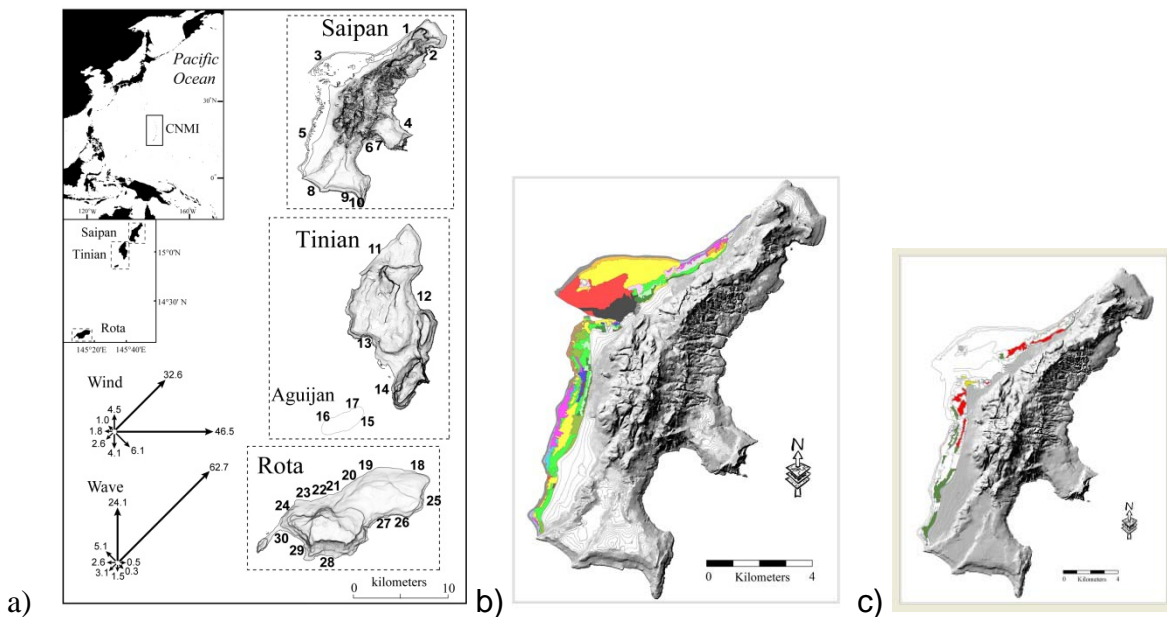 Saipan
1
2
3
4
5
6
7
8
9
10
Pacific
Ocean
30°N
CNMI
0°
120°W
160°W
Saipan
Tinian
15°0'N
14°30'N
Rota
145°20'E 145°40'E
Tinian
11
12
13
14
Aguijan
17
16
15
Wind
32.6
4.5
1.0
1.8
46.5
2.6
4.1
6.1
Wave
62.7
24.1
5.1
2.6
0.5
3.1
0.3
1.5
Rota
18
19
20
21
22
23
24
25
26
27
30
29
28
0 kilometers 10
a)
N
0 4
Kilometers
b)
N
0 4
Kilometers
c)